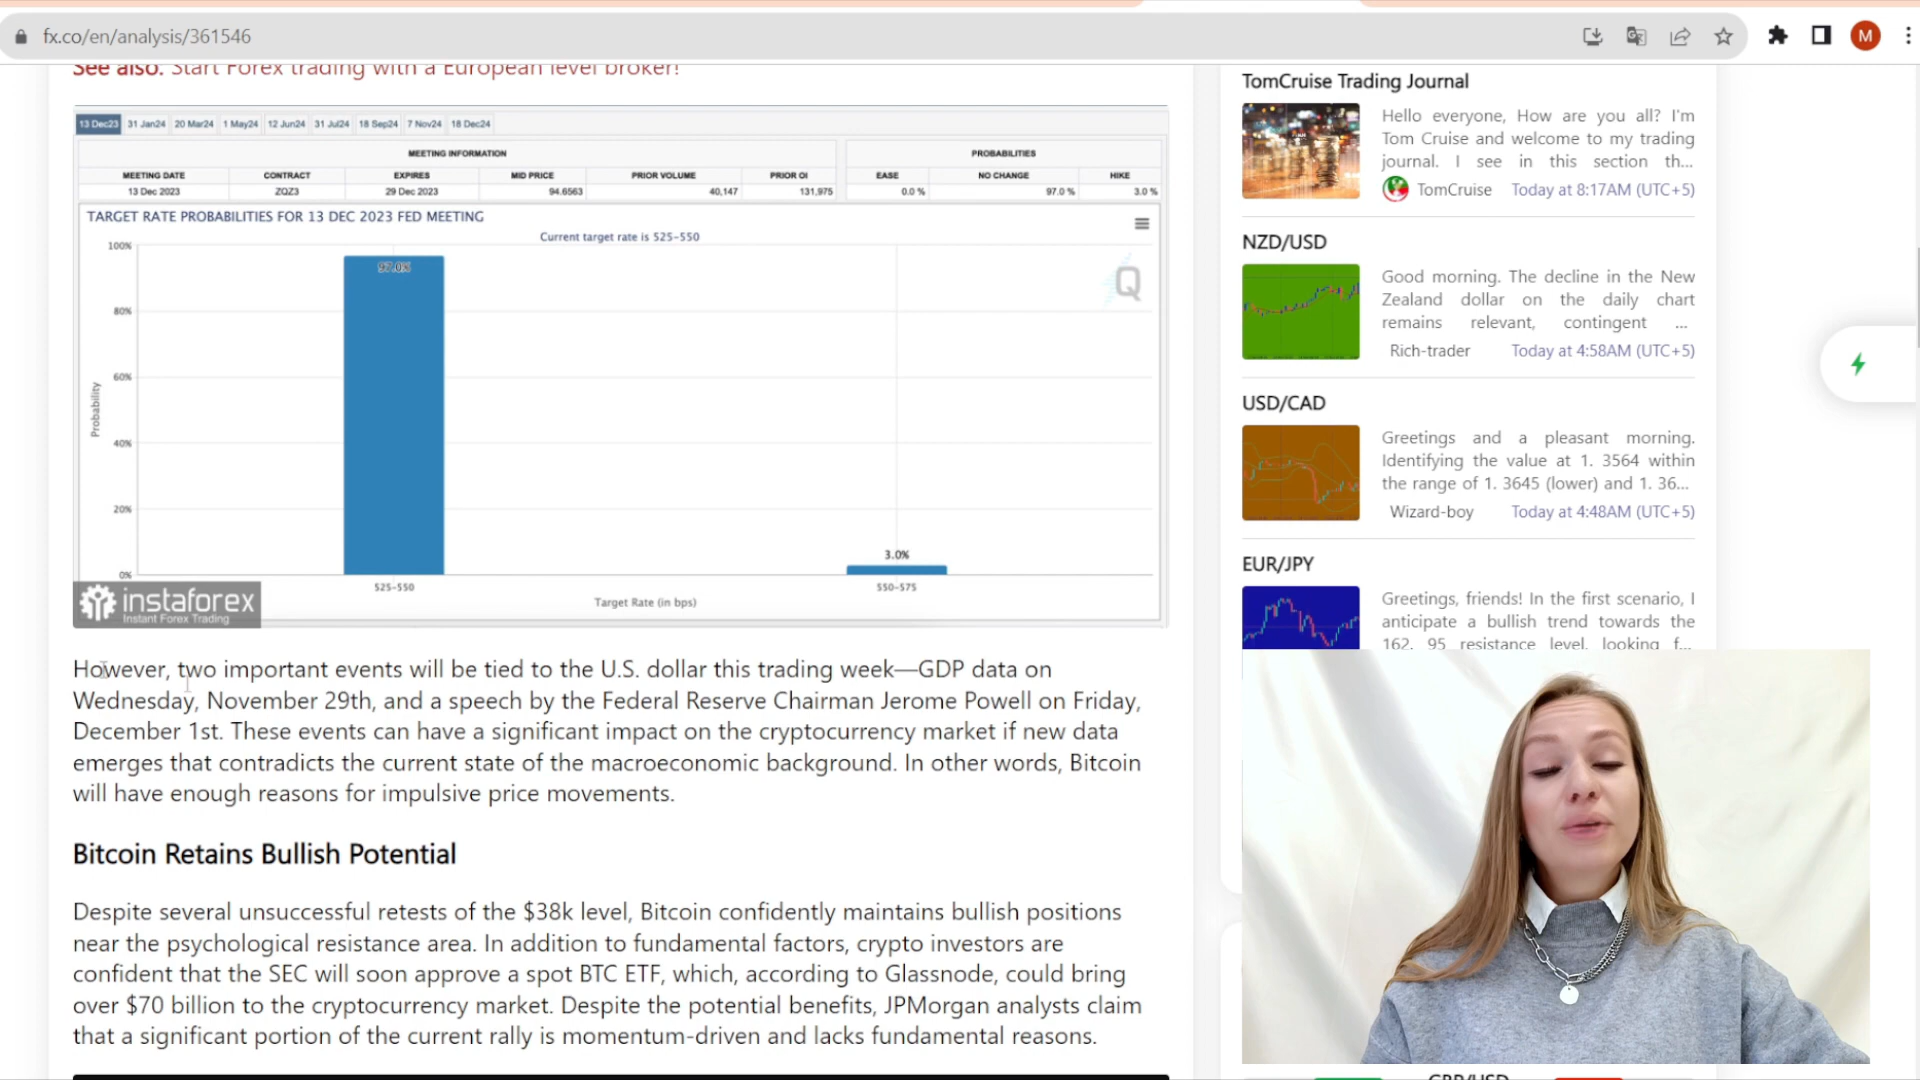 fx.co/en/analysis/361546
M
See also: Start Forex trading with a European level broker!
13 Dec23 31 Jan24 20 Mar24 1 May24 12 Jun24 31 Jul24 18 Sep24 7 Nov24 18 Dec24
MEETING INFORMATION PROBABILITIES
MEETING DATE CONTRACT EXPIRES MID PRICE PRIOR VOLUME PRIOR OI EASE NO CHANGE HIKE
13 Dec 2023 ZQZ3 29 Dec 2023 94.6563 40,147 131,975 0.0 % 97.0 % 3.0 %
TARGET RATE PROBABILITIES FOR 13 DEC 2023 FED MEETING
Current target rate is 525-550
100%
80%
60%
40%
20%
0%
Probability
97.0%
3.0%
Q
525-550 550-575
Target Rate (in bps)
instaforex
Instant Forex Trading
However, two important events will be tied to the U.S. dollar this trading week—GDP data on
Wednesday, November 29th, and a speech by the Federal Reserve Chairman Jerome Powell on Friday,
December 1st. These events can have a significant impact on the cryptocurrency market if new data
emerges that contradicts the current state of the macroeconomic background. In other words, Bitcoin
will have enough reasons for impulsive price movements.
Bitcoin Retains Bullish Potential
Despite several unsuccessful retests of the $38k level, Bitcoin confidently maintains bullish positions
near the psychological resistance area. In addition to fundamental factors, crypto investors are
confident that the SEC will soon approve a spot BTC ETF, which, according to Glassnode, could bring
over $70 billion to the cryptocurrency market. Despite the potential benefits, JPMorgan analysts claim
that a significant portion of the current rally is momentum-driven and lacks fundamental reasons.
TomCruise Trading Journal
Hello everyone, How are you all? I'm
Tom Cruise and welcome to my trading
journal. I see in this section th...
TomCruise Today at 8:17AM (UTC+5)
NZD/USD
Good morning. The decline in the New
Zealand dollar on the daily chart
remains relevant, contingent ...
Rich-trader Today at 4:58AM (UTC+5)
USD/CAD
Greetings and a pleasant morning.
Identifying the value at 1. 3564 within
the range of 1. 3645 (lower) and 1. 36...
Wizard-boy Today at 4:48AM (UTC+5)
EUR/JPY
Greetings, friends! In the first scenario, I
anticipate a bullish trend towards the
162. 95 resistance level, looking f...
GBP/USD